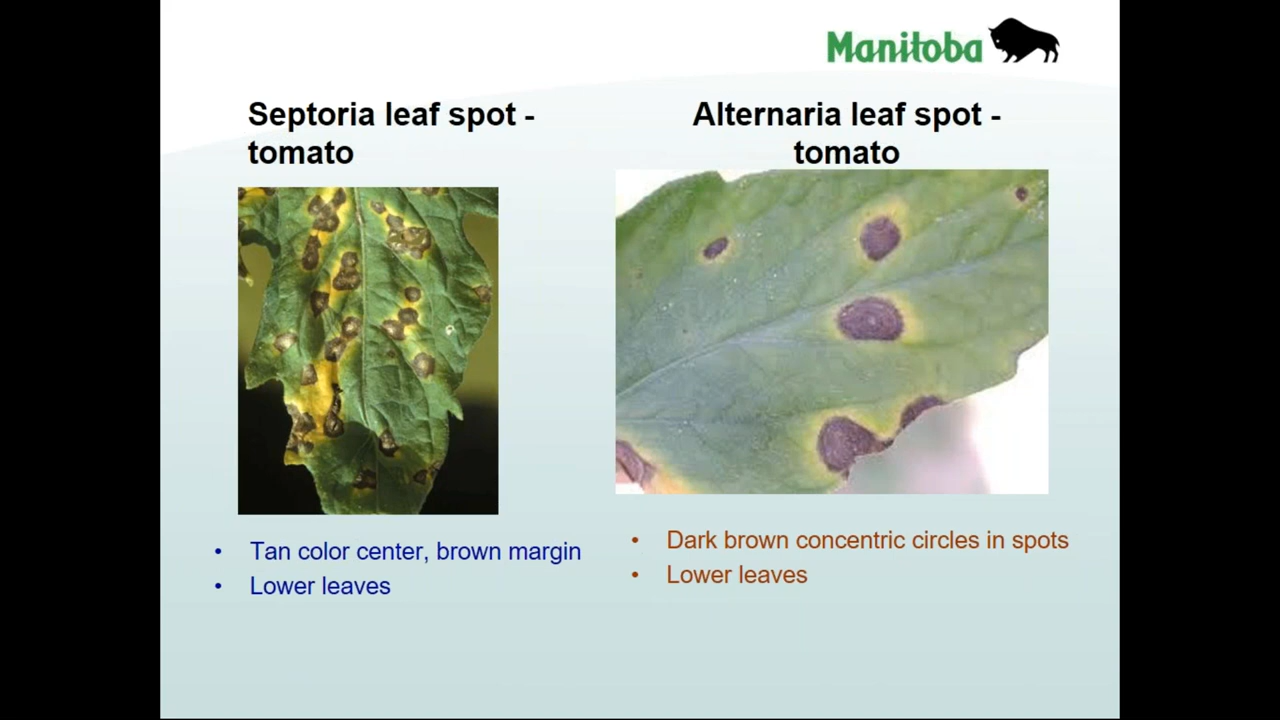 Manitoba
Septoria leaf spot -
tomato
Alternaria leaf spot -
tomato
• Tan color center, brown margin
• Lower leaves
• Dark brown concentric circles in spots
• Lower leaves